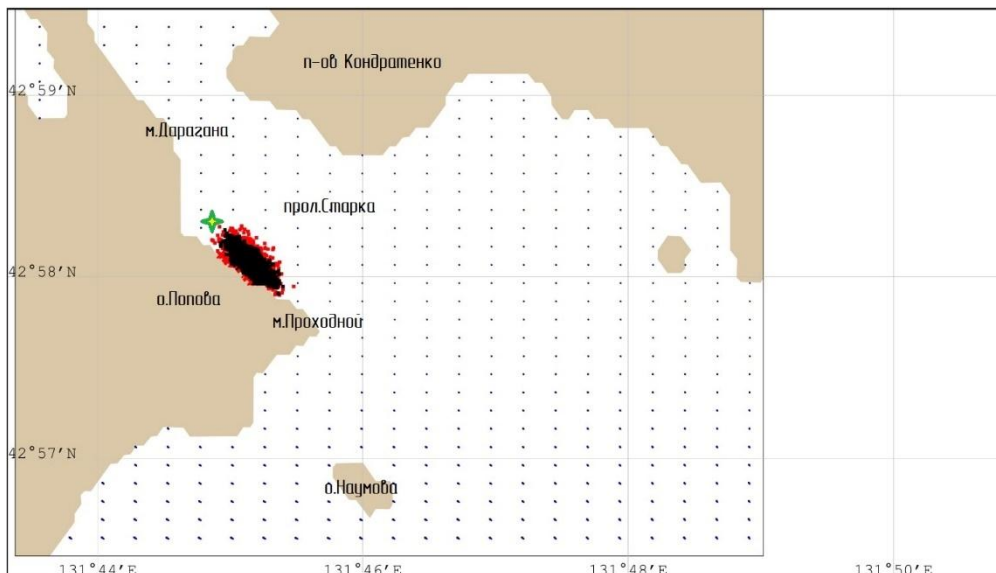 п-ов Кондратенко
42°59′N
м.Дарагана
прол.Старка
42°58′N
о.Попова
м.Проходной
42°57′N
о.Наумова
131°44′E
131°46′E
131°48′E
131°50′E